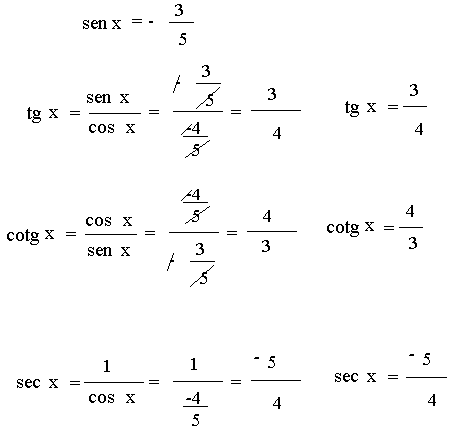 sen x = - 3/5
tg x = sen x / cos x = (- 3/5) / (-4/5) = 3/4    tg x = 3/4
cotg x = cos x / sen x = (-4/5) / (- 3/5) = 4/3    cotg x = 4/3
sec x = 1 / cos x = 1 / (-4/5) = - 5/4    sec x = - 5/4